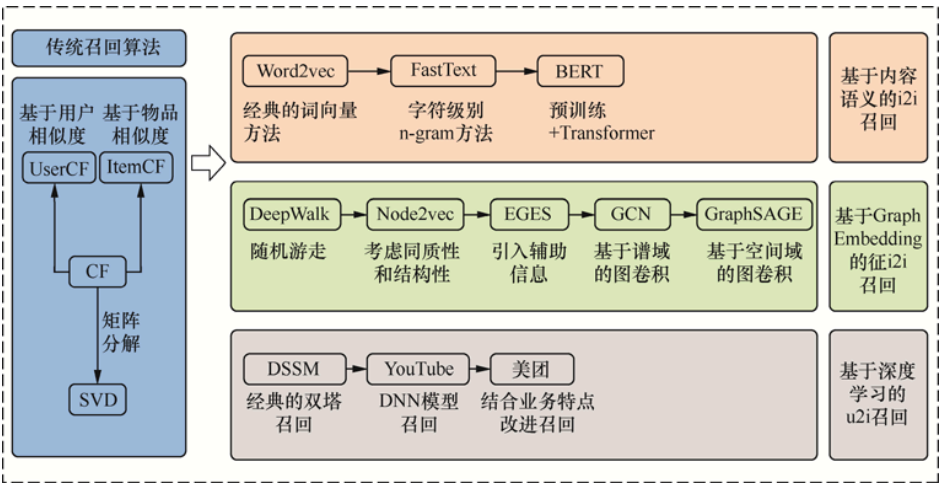 传统召回算法
基于用户
相似度
基于物品
相似度
UserCF
ItemCF
CF
矩阵
分解
SVD
Word2vec
FastText
BERT
经典的词向量
方法
字符级别
n-gram方法
预训练
+Transformer
基于内容
语义的i2i
召回
DeepWalk
Node2vec
EGES
GCN
GraphSAGE
随机游走
考虑同质性
和结构性
引入辅助
信息
基于谱域
的图卷积
基于空间域
的图卷积
基于Graph
Embedding
的征i2i
召回
DSSM
YouTube
美团
经典的双塔
召回
DNN模型
召回
结合业务特点
改进召回
基于深度
学习的
u2i召回